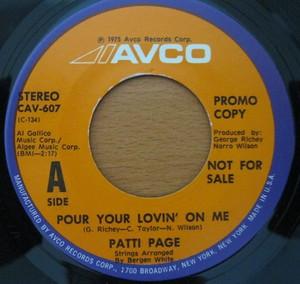 ℗ 1975 Avco Records Corp.
AVCO
STEREO
CAV-607
(C-134)
Al Gallico
Music Corp./
Algee Music Corp.
(BMI-2:17)
PROMO
COPY
Produced by:
George Richey
Norro Wilson
A
SIDE
NOT FOR
SALE
POUR YOUR LOVIN' ON ME
(G. Richey-C. Taylor-N. Wilson)
PATTI PAGE
Strings Arranged
By Bergen White
MANUFACTURED BY AVCO RECORDS CORP., 1700 BROADWAY, NEW YORK, NEW YORK. MADE IN U.S.A.